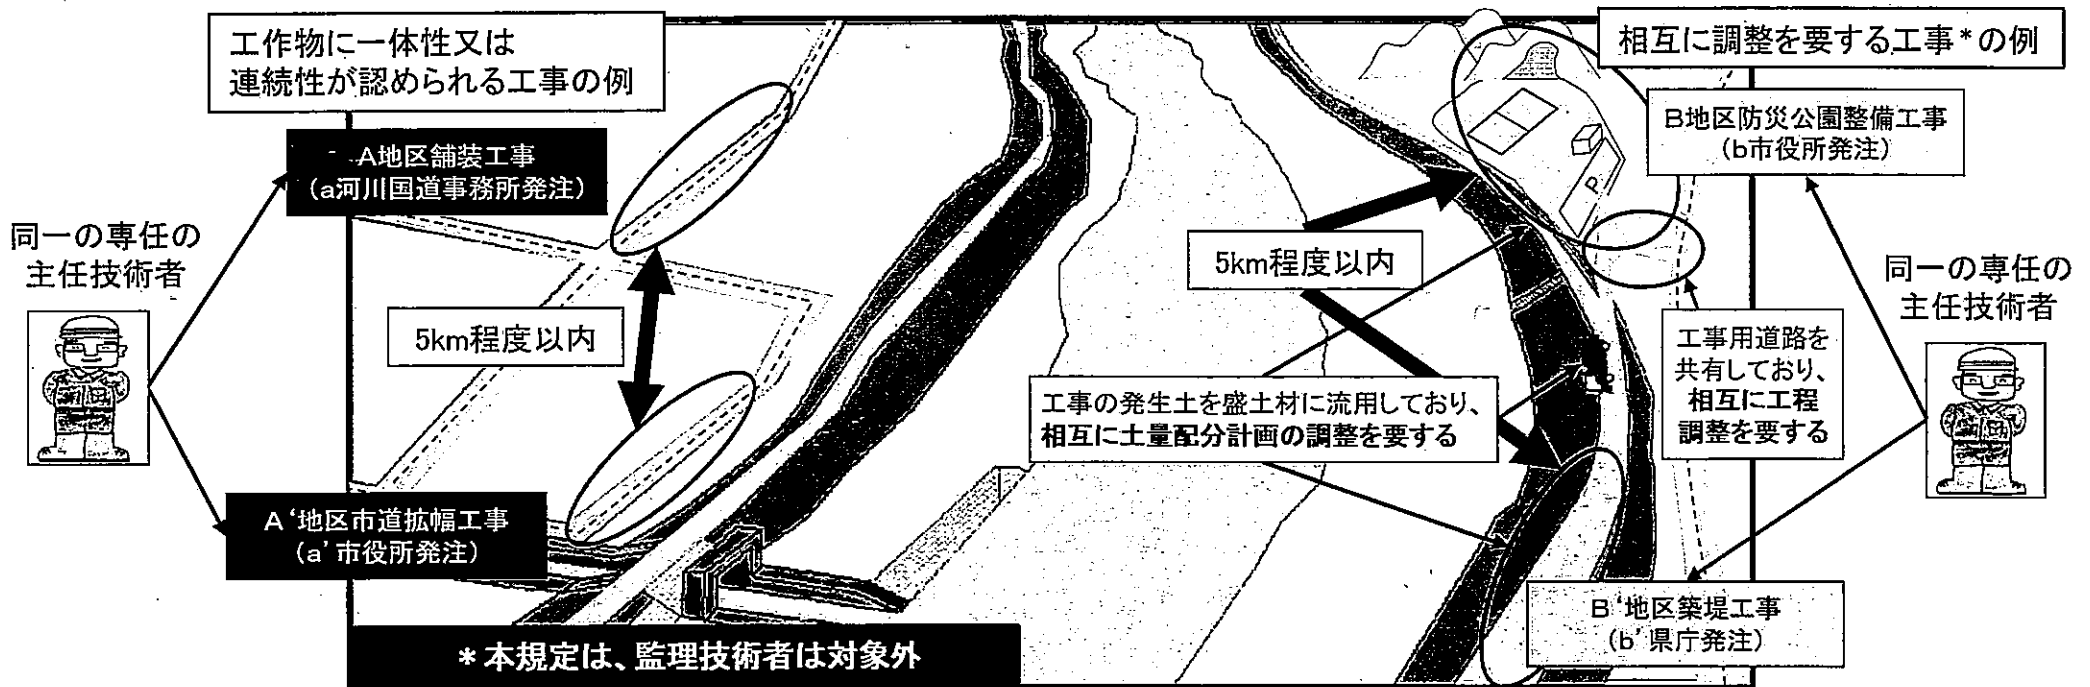 工作物に一体性又は
連続性が認められる工事の例
A地区舗装工事
(a河川国道事務所発注)
同一の専任の
主任技術者
5km程度以内
A‘地区市道拡幅工事
(a’市役所発注)
*本規定は、監理技術者は対象外
相互に調整を要する工事*の例
B地区防災公園整備工事
(b市役所発注)
P
5km程度以内
同一の専任の
主任技術者
工事用道路を
共有しており、
相互に工程
調整を要する
工事の発生土を盛土材に流用しており、
相互に土量配分計画の調整を要する
B‘地区築堤工事
(b’県庁発注)